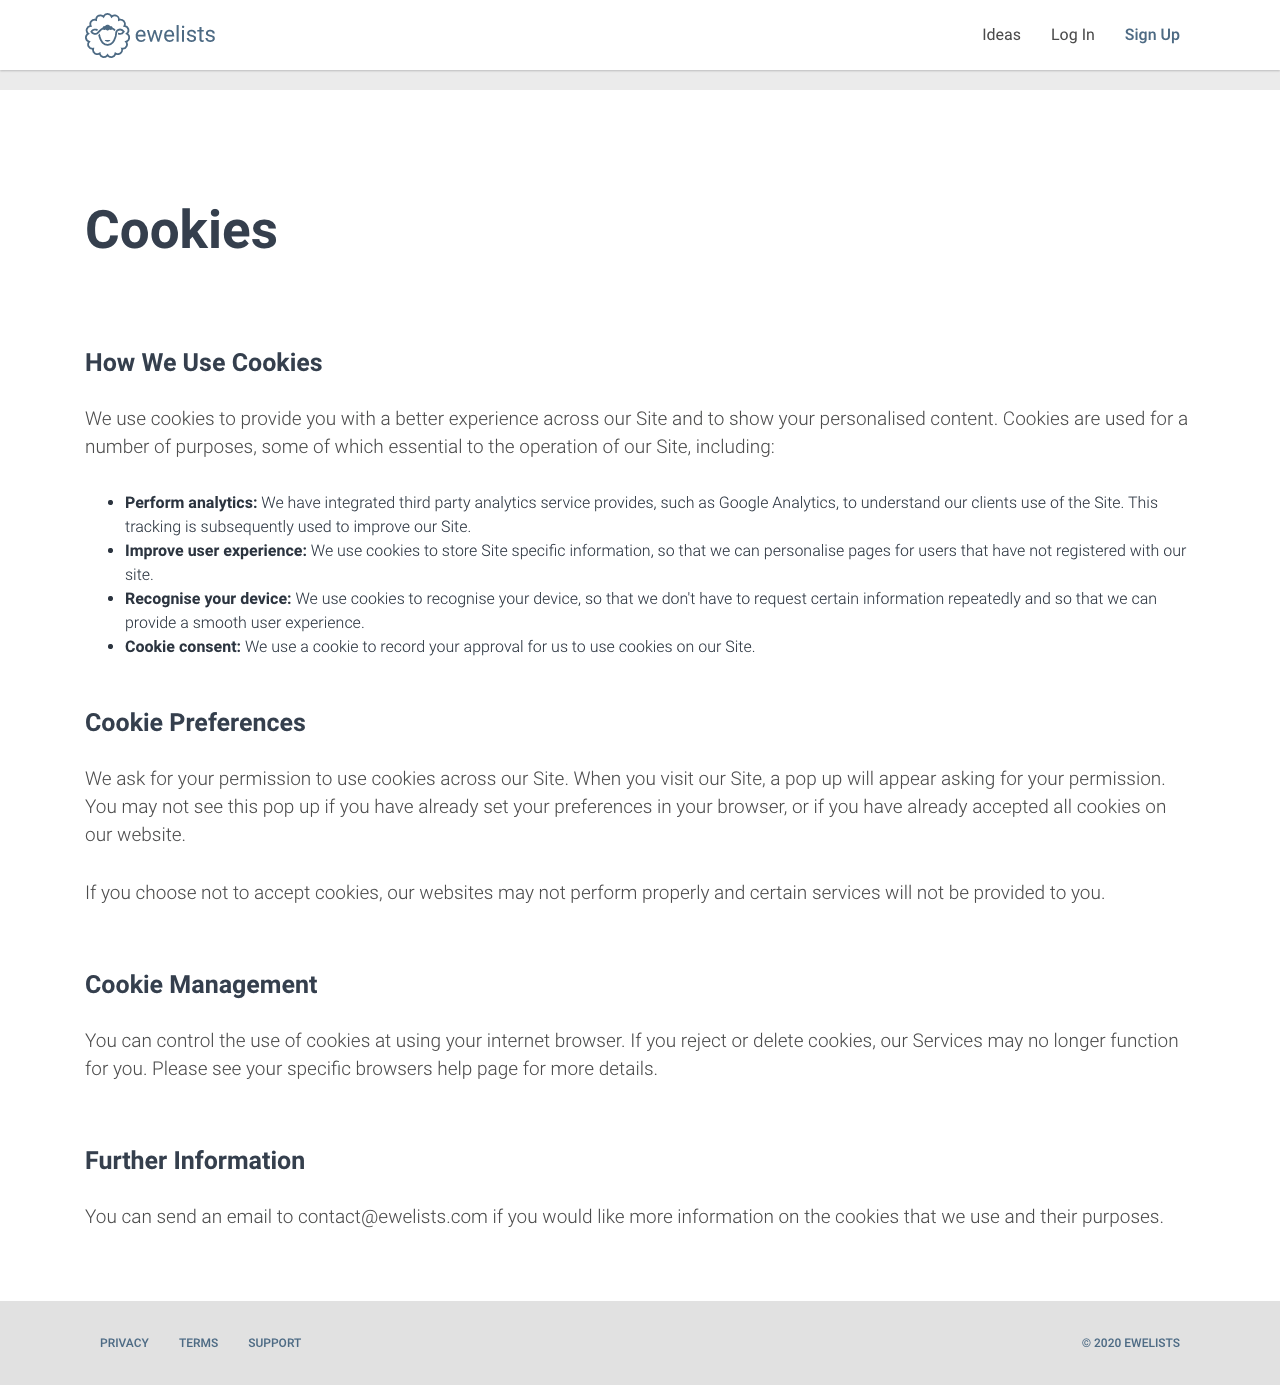 ewelists
Ideas
Log In
Sign Up
Cookies
How We Use Cookies
We use cookies to provide you with a better experience across our Site and to show your personalised content. Cookies are used for a
number of purposes, some of which essential to the operation of our Site, including:
Perform analytics: We have integrated third party analytics service provides, such as Google Analytics, to understand our clients use of the Site. This
tracking is subsequently used to improve our Site.
Improve user experience: We use cookies to store Site specific information, so that we can personalise pages for users that have not registered with our
site.
Recognise your device: We use cookies to recognise your device, so that we don't have to request certain information repeatedly and so that we can
provide a smooth user experience.
Cookie consent: We use a cookie to record your approval for us to use cookies on our Site.
Cookie Preferences
We ask for your permission to use cookies across our Site. When you visit our Site, a pop up will appear asking for your permission.
You may not see this pop up if you have already set your preferences in your browser, or if you have already accepted all cookies on
our website.
If you choose not to accept cookies, our websites may not perform properly and certain services will not be provided to you.
Cookie Management
You can control the use of cookies at using your internet browser. If you reject or delete cookies, our Services may no longer function
for you. Please see your specific browsers help page for more details.
Further Information
You can send an email to contact@ewelists.com if you would like more information on the cookies that we use and their purposes.
PRIVACY
TERMS
SUPPORT
© 2020 EWELISTS